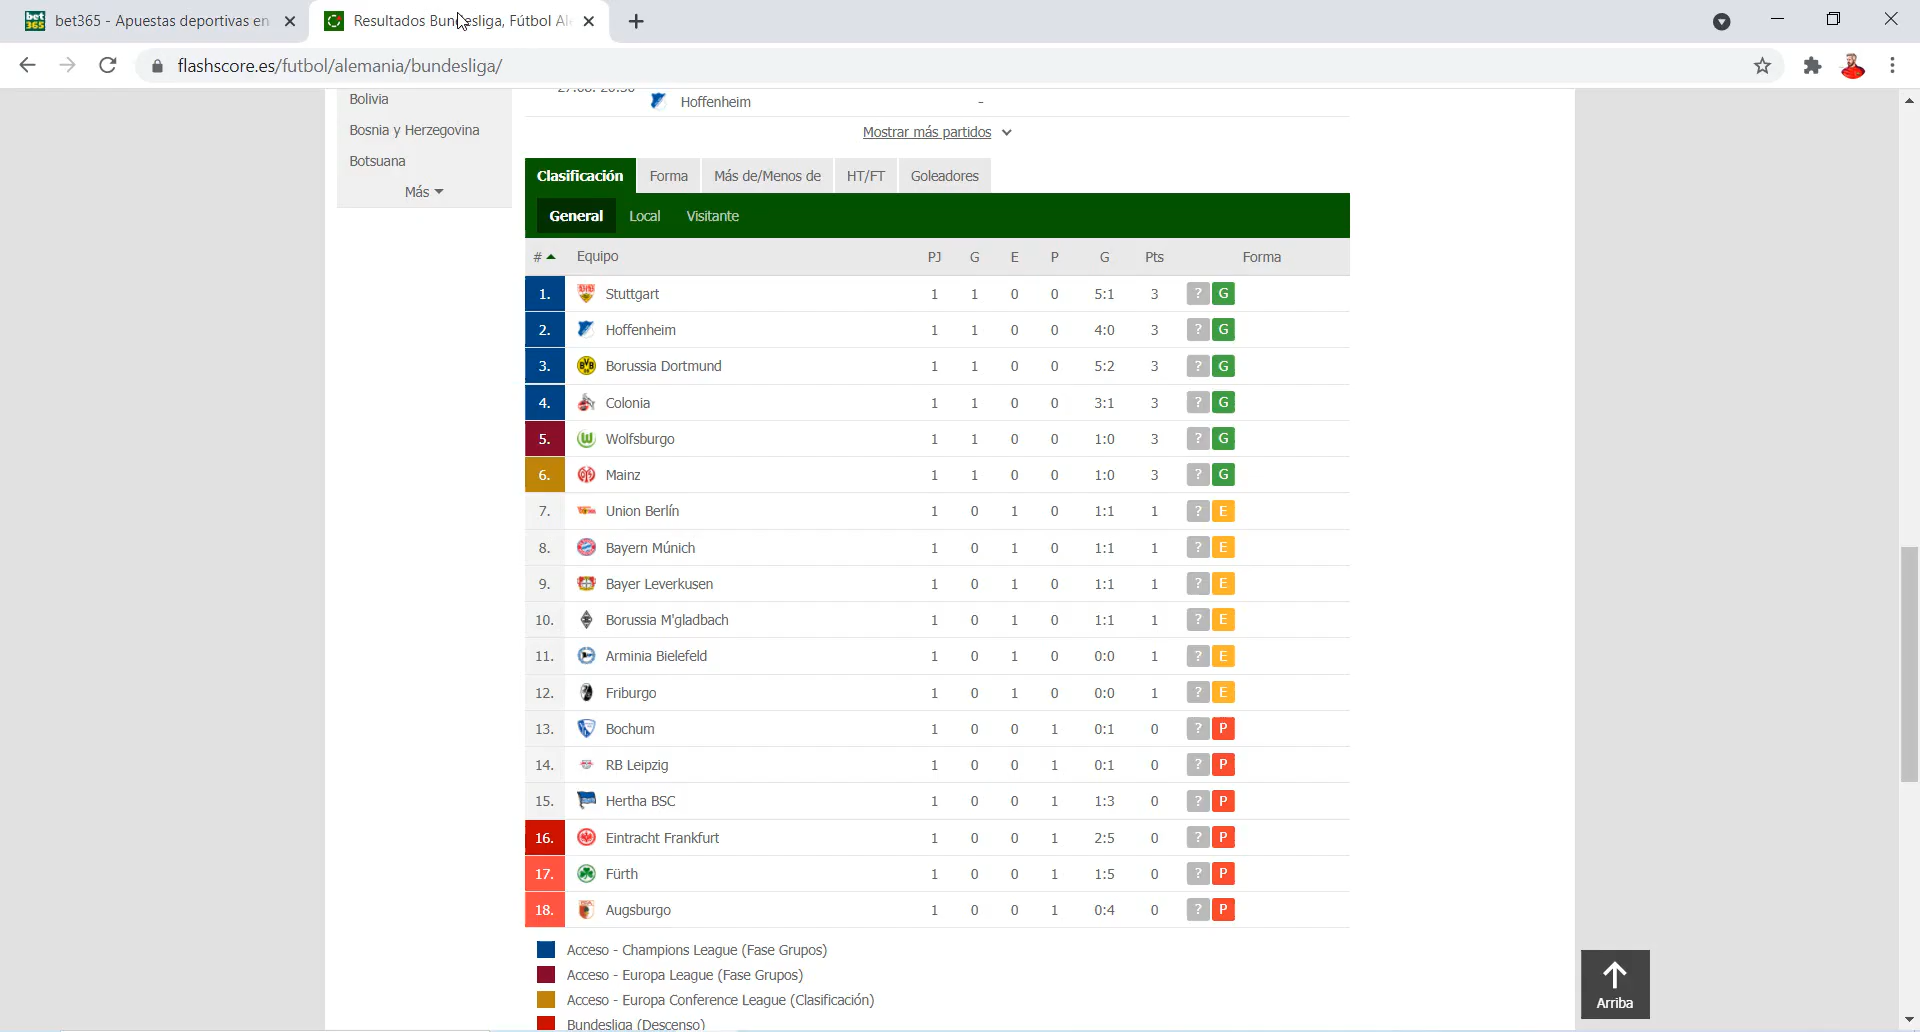 bet365 - Apuestas deportivas en
Resultados Bundesliga, Fútbol Al
flashscore.es/futbol/alemania/bundesliga/
Bolivia
Bosnia y Herzegovina
Botsuana
Más
Hoffenheim -
Mostrar más partidos
Clasificación Forma Más de/Menos de HT/FT Goleadores
General Local Visitante
# Equipo PJ G E P G Pts Forma
1. Stuttgart 1 1 0 0 5:1 3 ? G
2. Hoffenheim 1 1 0 0 4:0 3 ? G
3. Borussia Dortmund 1 1 0 0 5:2 3 ? G
4. Colonia 1 1 0 0 3:1 3 ? G
5. Wolfsburgo 1 1 0 0 1:0 3 ? G
6. Mainz 1 1 0 0 1:0 3 ? G
7. Union Berlín 1 0 1 0 1:1 1 ? E
8. Bayern Múnich 1 0 1 0 1:1 1 ? E
9. Bayer Leverkusen 1 0 1 0 1:1 1 ? E
10. Borussia M'gladbach 1 0 1 0 1:1 1 ? E
11. Arminia Bielefeld 1 0 1 0 0:0 1 ? E
12. Friburgo 1 0 1 0 0:0 1 ? E
13. Bochum 1 0 0 1 0:1 0 ? P
14. RB Leipzig 1 0 0 1 0:1 0 ? P
15. Hertha BSC 1 0 0 1 1:3 0 ? P
16. Eintracht Frankfurt 1 0 0 1 2:5 0 ? P
17. Fürth 1 0 0 1 1:5 0 ? P
18. Augsburgo 1 0 0 1 0:4 0 ? P
Acceso - Champions League (Fase Grupos)
Acceso - Europa League (Fase Grupos)
Acceso - Europa Conference League (Clasificación)
Bundesliga (Descenso)
Arriba